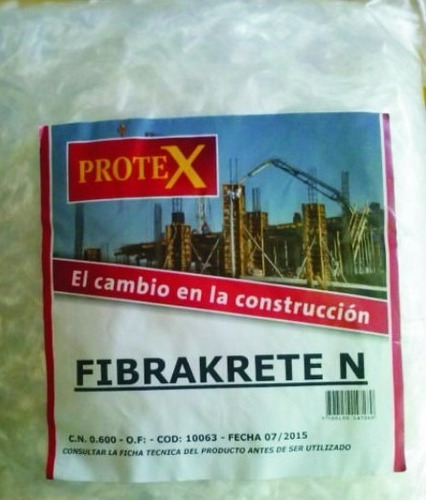 PROTEX
El cambio en la construcción
FIBRAKRETE N
C.N. 0.600 - O.F: - COD: 10063 - FECHA 07/2015
CONSULTAR LA FICHA TECNICA DEL PRODUCTO ANTES DE SER UTILIZADO